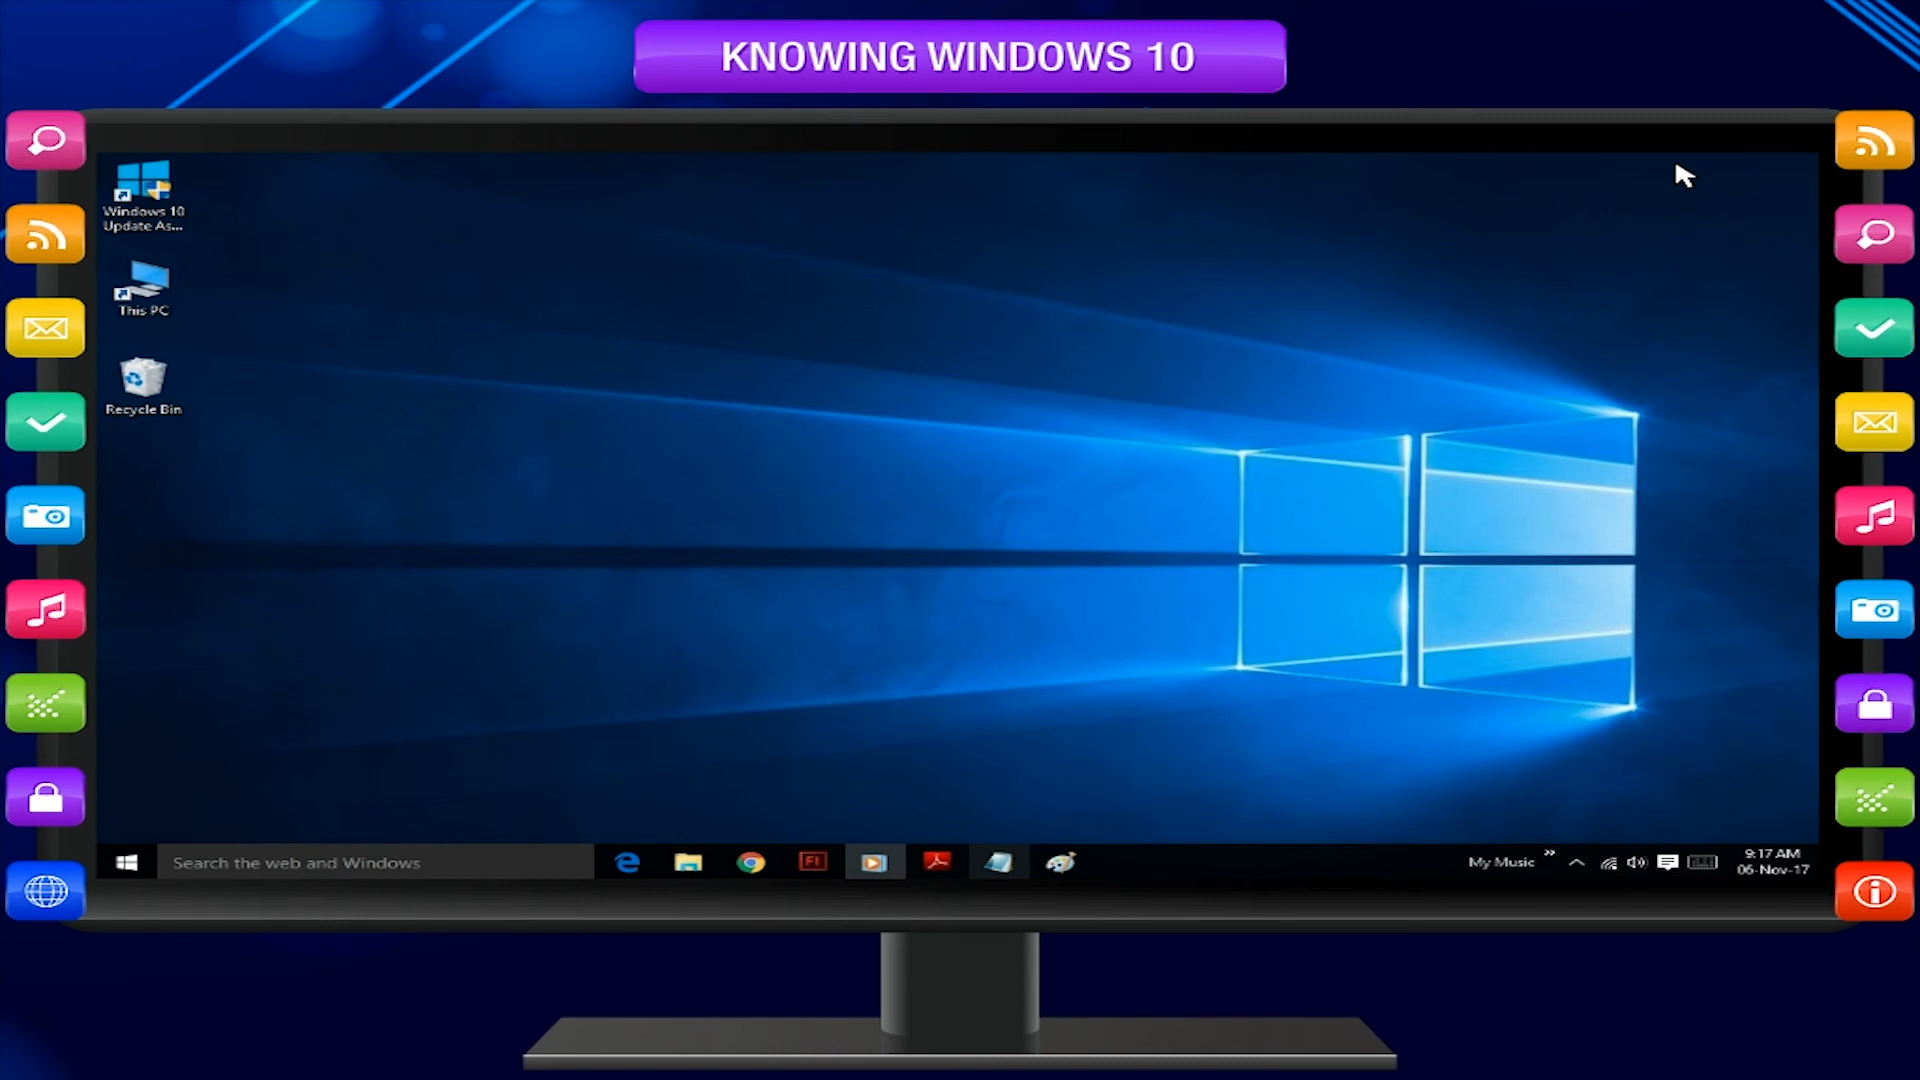 KNOWING WINDOWS 10
Windows 10
Update As...
This PC
Recycle Bin
Search the web and Windows
Fl
My Music
9:17 AM
06-Nov-17